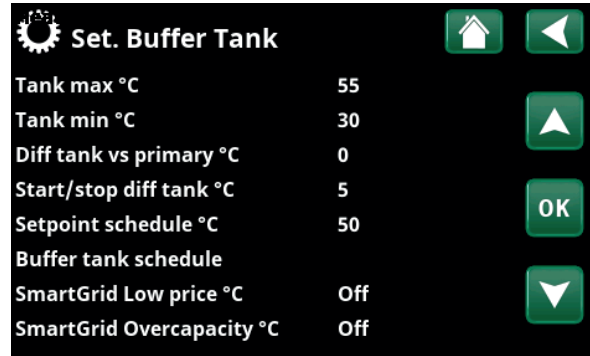 Set. Buffer Tank
Tank max °C 55
Tank min °C 30
Diff tank vs primary °C 0
Start/stop diff tank °C 5
Setpoint schedule °C 50
Buffer tank schedule
SmartGrid Low price °C Off
SmartGrid Overcapacity °C Off
OK